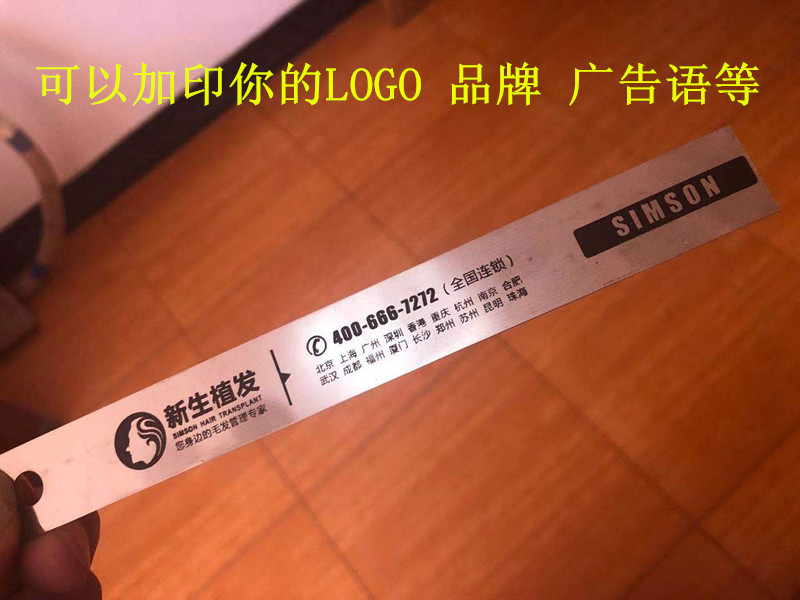 可以加印你的LOGO 品牌 广告语等
SIMSON
400-666-7272(全国连锁)
北京 上海 广州 深圳 香港 重庆 杭州 南京 合肥
武汉 成都 福州 厦门 长沙 郑州 苏州 昆明 珠海
新生植发
SIMSON HAIR TRANSPLANT
您身边的毛发管理专家